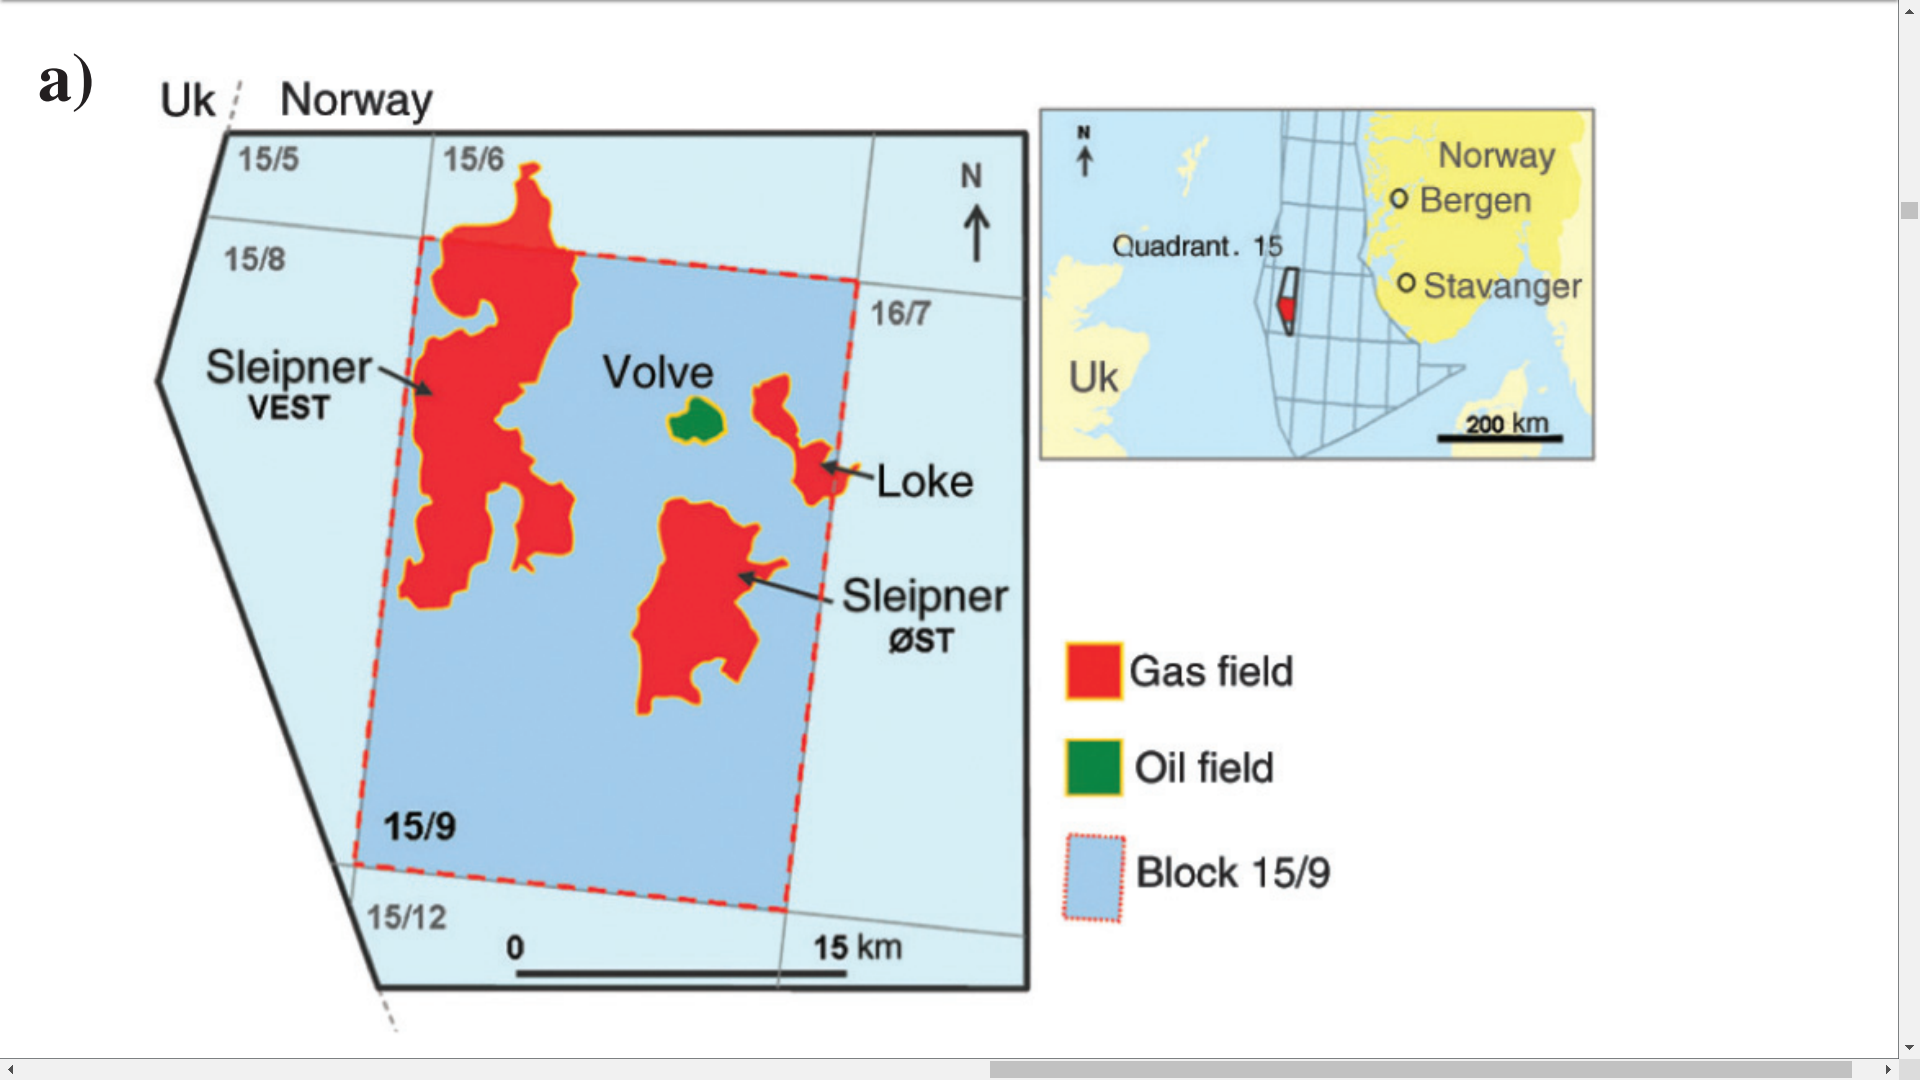 a)
Uk
Norway
15/5
15/6
N
15/8
16/7
Sleipner
VEST
Volve
Loke
Sleipner
ØST
15/9
15/12
0
15 km
N
Norway
Bergen
Quadrant. 15
Stavanger
Uk
200 km
Gas field
Oil field
Block 15/9